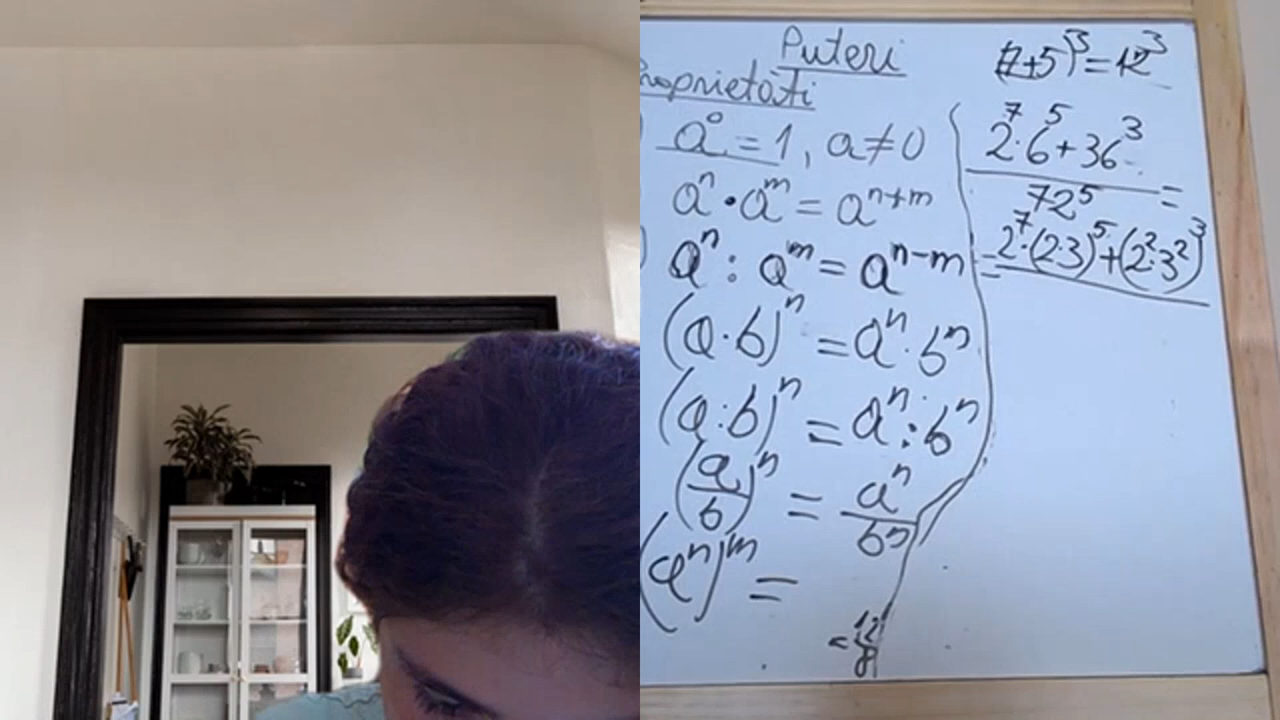 Puteri
Proprietăți
a⁰ = 1, a ≠ 0
aⁿ · aᵐ = aⁿ⁺ᵐ
aⁿ : aᵐ = aⁿ⁻ᵐ
(a·b)ⁿ = aⁿ · bⁿ
(a:b)ⁿ = aⁿ : bⁿ
(a/b)ⁿ = aⁿ/bⁿ
(aⁿ)ᵐ =
(7+5)³ = 12³
2⁷·6⁵+36³
72⁵ =
= 2⁷·(2·3)⁵+(2²·3²)³